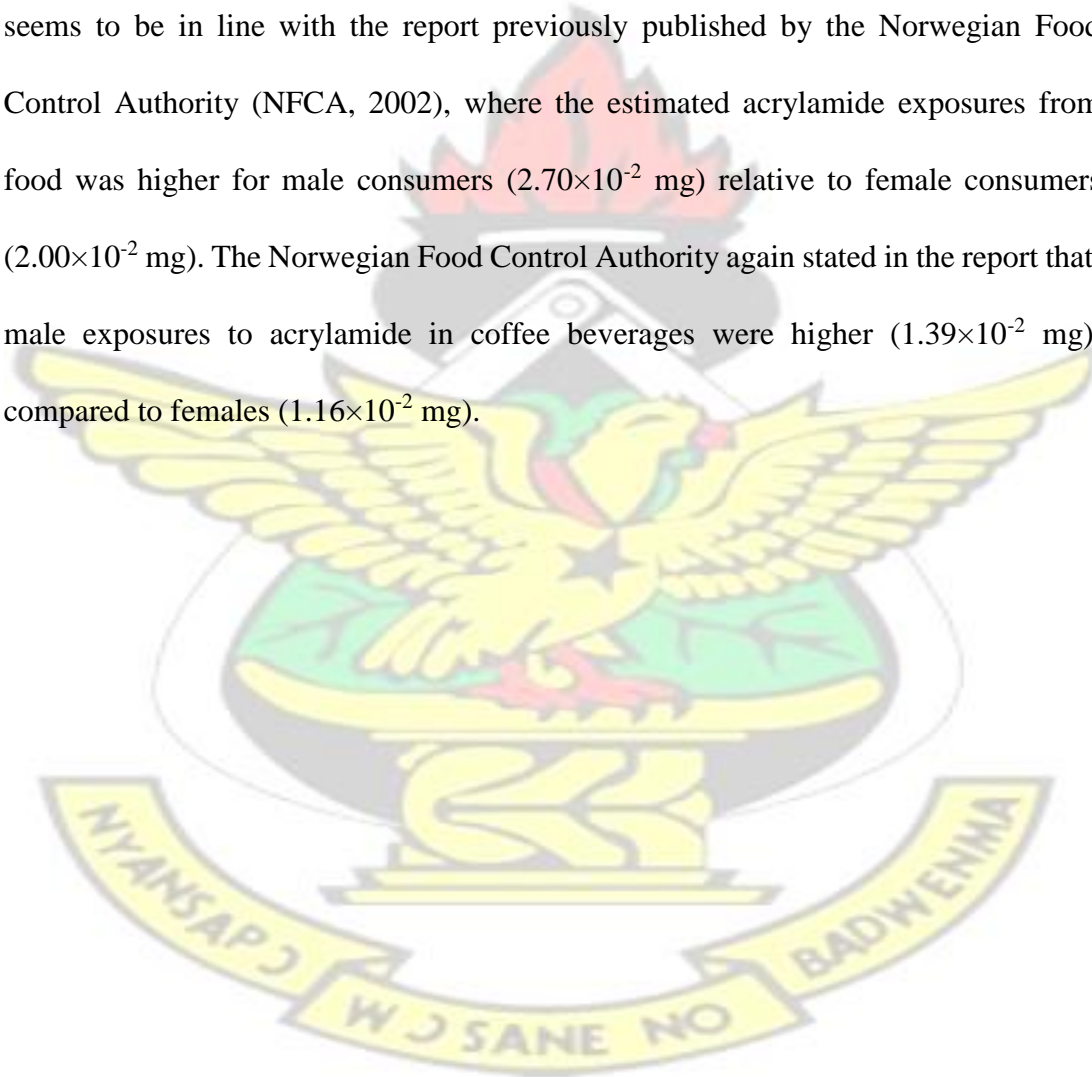 seems to be in line with the report previously published by the Norwegian Food
Control Authority (NFCA, 2002), where the estimated acrylamide exposures from
food was higher for male consumers (2.70×10⁻² mg) relative to female consumers
(2.00×10⁻² mg). The Norwegian Food Control Authority again stated in the report that
male exposures to acrylamide in coffee beverages were higher (1.39×10⁻² mg)
compared to females (1.16×10⁻² mg).
NYANSAPƆ
WƆSANE NO
BADWENMA